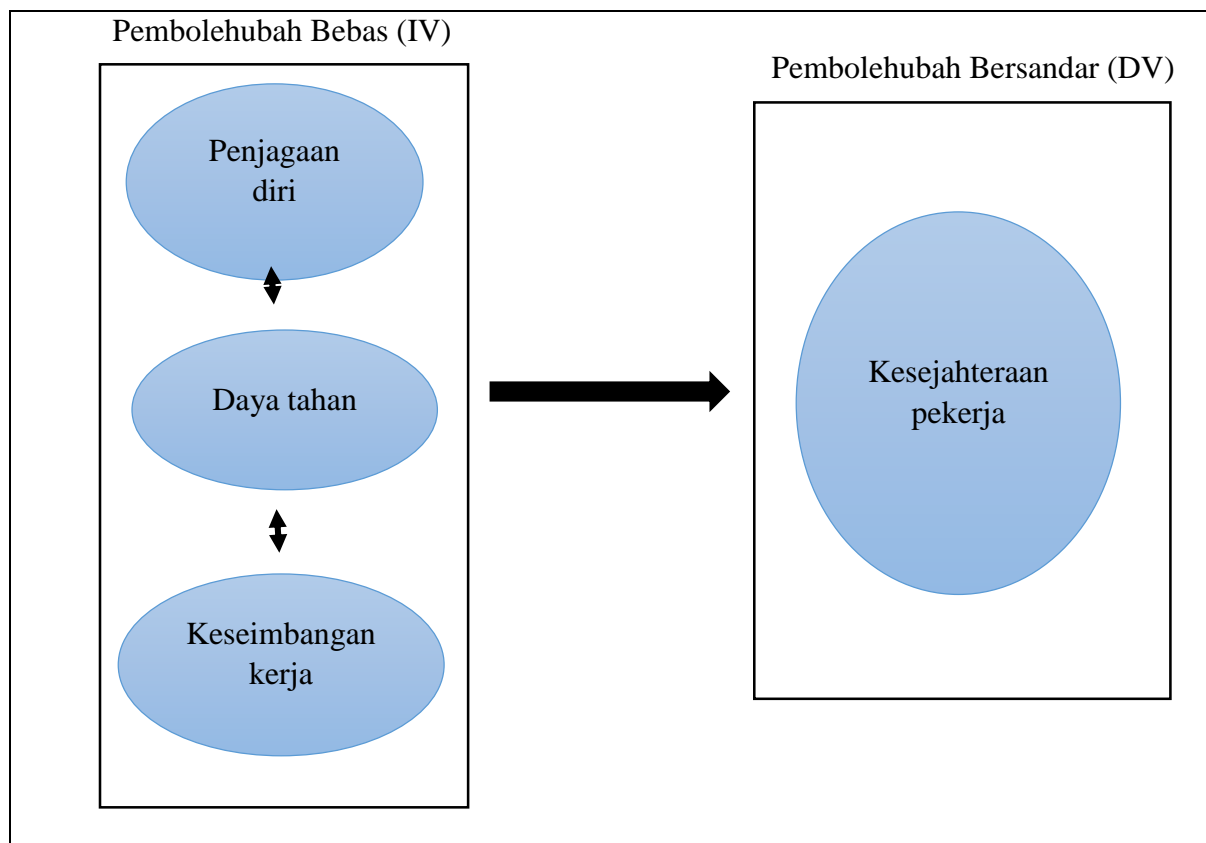 Pembolehubah Bebas (IV)
Penjagaan
diri
Daya tahan
Keseimbangan
kerja
Pembolehubah Bersandar (DV)
Kesejahteraan
pekerja